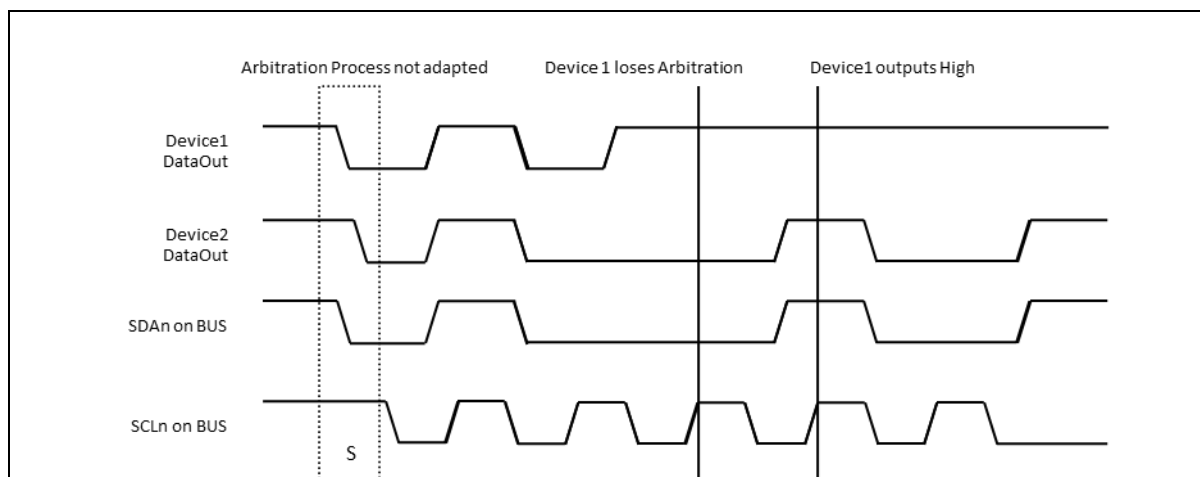 Arbitration Process not adapted
Device 1 loses Arbitration
Device1 outputs High
Device1
DataOut
Device2
DataOut
SDAn on BUS
SCLn on BUS
S